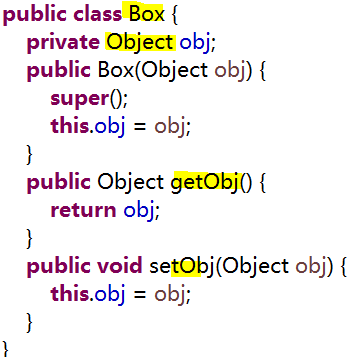 public class Box {
private Object obj;
public Box(Object obj) {
super();
this.obj = obj;
}
public Object getObj() {
return obj;
}
public void setObj(Object obj) {
this.obj = obj;
}
}